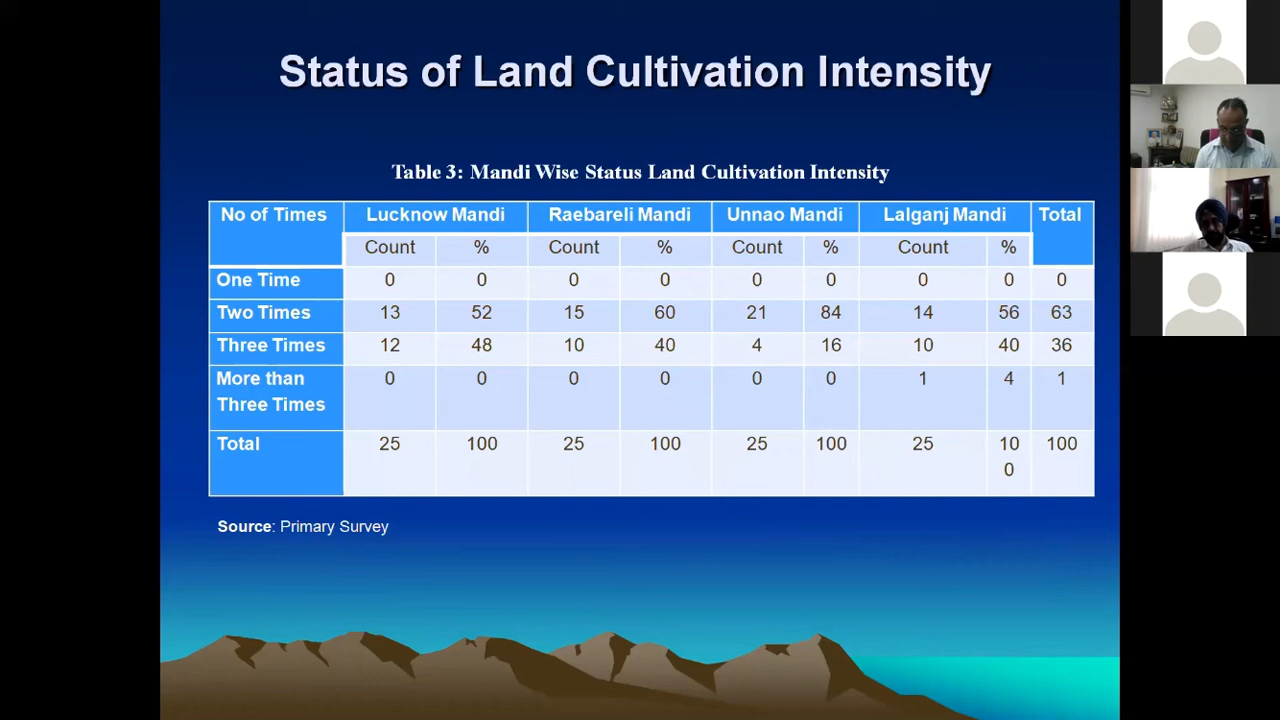 Status of Land Cultivation Intensity
Table 3: Mandi Wise Status Land Cultivation Intensity
No of Times Lucknow Mandi Raebareli Mandi Unnao Mandi Lalganj Mandi Total
Count % Count % Count % Count %
One Time 0 0 0 0 0 0 0 0 0
Two Times 13 52 15 60 21 84 14 56 63
Three Times 12 48 10 40 4 16 10 40 36
More than 0 0 0 0 0 0 1 4 1
Three Times
Total 25 100 25 100 25 100 25 10 100
0
Source: Primary Survey